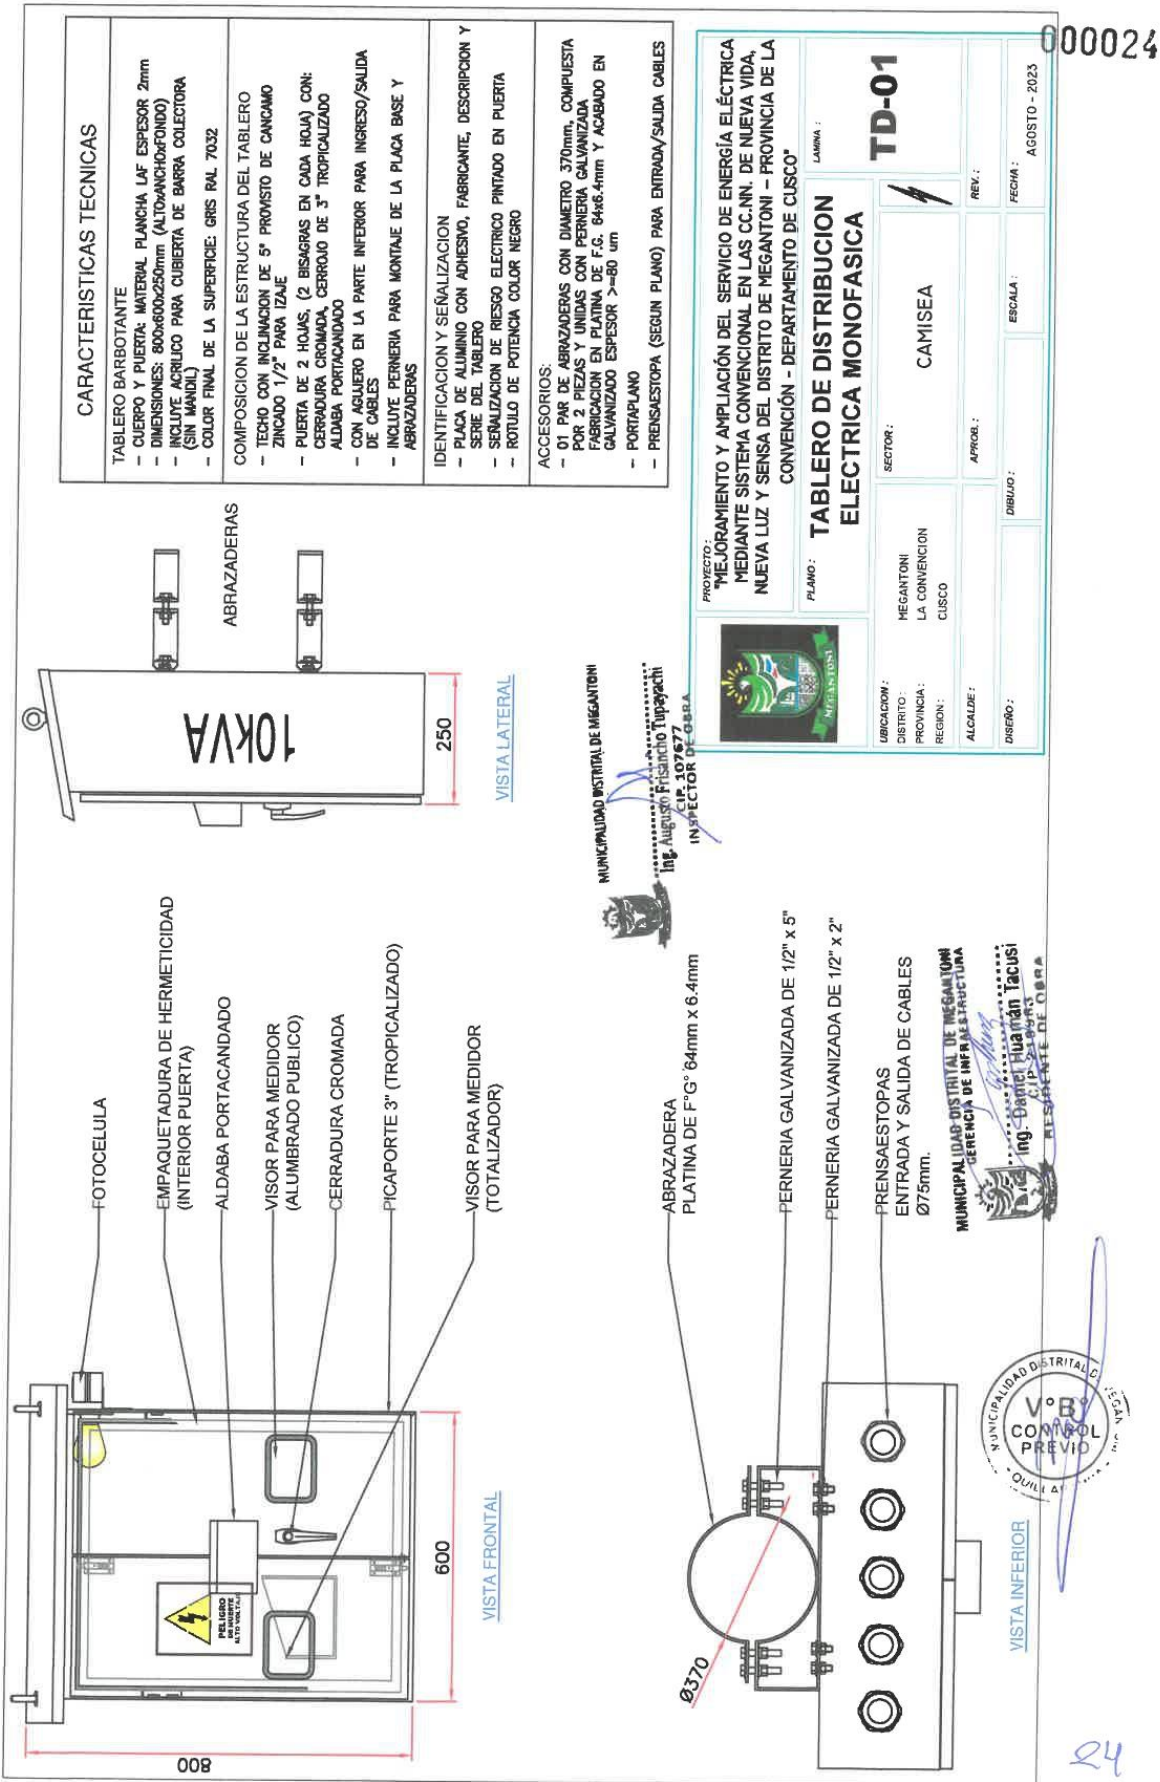 000024
CARACTERISTICAS TECNICAS
TABLERO BARBOTANTE
- CUERPO Y PUERTA: MATERIAL PLANCHA LAF ESPESOR 2mm
- DIMENSIONES: 800x600x250mm (ALTOxANCHOxFONDO)
- INCLUYE ACRILICO PARA CUBIERTA DE BARRA COLECTORA
(SIN MANDIL)
- COLOR FINAL DE LA SUPERFICIE: GRIS RAL 7032
COMPOSICION DE LA ESTRUCTURA DEL TABLERO
- TECHO CON INCLINACION DE 5° PROVISTO DE CANCAMO
ZINCADO 1/2" PARA IZAJE
- PUERTA DE 2 HOJAS, (2 BISAGRAS EN CADA HOJA) CON:
CERRADURA CROMADA, CERROJO DE 3" TROPICALIZADO
ALDABA PORTACANDADO
- CON AGUJERO EN LA PARTE INFERIOR PARA INGRESO/SALIDA
DE CABLES
- INCLUYE PERNERIA PARA MONTAJE DE LA PLACA BASE Y
ABRAZADERAS
IDENTIFICACION Y SEÑALIZACION
- PLACA DE ALUMINIO CON ADHESIVO, FABRICANTE, DESCRIPCION Y
SERIE DEL TABLERO
- SEÑALIZACION DE RIESGO ELECTRICO PINTADO EN PUERTA
- ROTULO DE POTENCIA COLOR NEGRO
ACCESORIOS:
- 01 PAR DE ABRAZADERAS CON DIAMETRO 370mm, COMPUESTA
POR 2 PIEZAS Y UNIDAS CON PERNERIA GALVANIZADA
FABRICACION EN PLATINA DE F.G. 64x6.4mm Y ACABADO EN
GALVANIZADO ESPESOR >=80 um
- PORTAPLANO
- PRENSAESTOPA (SEGUN PLANO) PARA ENTRADA/SALIDA CABLES
ABRAZADERAS
10kVA
250
VISTA LATERAL
FOTOCELULA
EMPAQUETADURA DE HERMETICIDAD
(INTERIOR PUERTA)
ALDABA PORTACANDADO
VISOR PARA MEDIDOR
(ALUMBRADO PUBLICO)
CERRADURA CROMADA
PICAPORTE 3" (TROPICALIZADO)
VISOR PARA MEDIDOR
(TOTALIZADOR)
PELIGRO
DE MUERTE
ALTO VOLTAJE
800
600
VISTA FRONTAL
ABRAZADERA
PLATINA DE F°G° 64mm x 6.4mm
PERNERIA GALVANIZADA DE 1/2" x 5"
PERNERIA GALVANIZADA DE 1/2" x 2"
PRENSAESTOPAS
ENTRADA Y SALIDA DE CABLES
Ø75mm.
Ø370
VISTA INFERIOR
MUNICIPALIDAD DISTRITAL DE MEGANTONI
Ing. Augusto Frisancho Tupayachi
CIP. 107677
INSPECTOR DE OBRA
MUNICIPALIDAD DISTRITAL DE MEGANTONI
GERENCIA DE INFRAESTRUCTURA
Ing. Daniel Huamán Tacusi
RESIDENTE DE OBRA
MUNICIPALIDAD DISTRITAL
V°B°
CONTROL
PREVIO
MEGANTONI
PROYECTO:
"MEJORAMIENTO Y AMPLIACIÓN DEL SERVICIO DE ENERGÍA ELÉCTRICA
MEDIANTE SISTEMA CONVENCIONAL EN LAS CC.NN. DE NUEVA VIDA,
NUEVA LUZ Y SENSA DEL DISTRITO DE MEGANTONI - PROVINCIA DE LA
CONVENCIÓN - DEPARTAMENTO DE CUSCO"
PLANO:
TABLERO DE DISTRIBUCION
ELECTRICA MONOFASICA
LAMINA:
TD-01
UBICACION:
DISTRITO: MEGANTONI
PROVINCIA: LA CONVENCION
REGION: CUSCO
SECTOR:
CAMISEA
ALCALDE:
APROB.:
REV.:
DISEÑO:
DIBUJO:
ESCALA:
FECHA:
AGOSTO - 2023
24